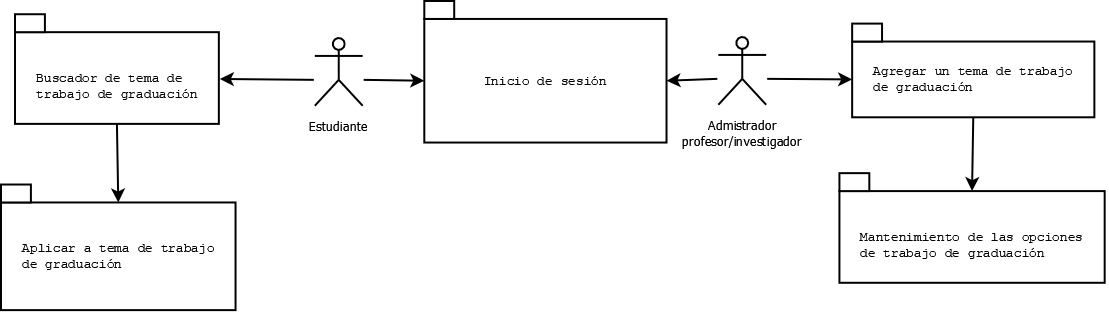 Buscador de tema de
trabajo de graduación
Estudiante
Inicio de sesión
Admistrador
profesor/investigador
Agregar un tema de trabajo
de graduación
Aplicar a tema de trabajo
de graduación
Mantenimiento de las opciones
de trabajo de graduación